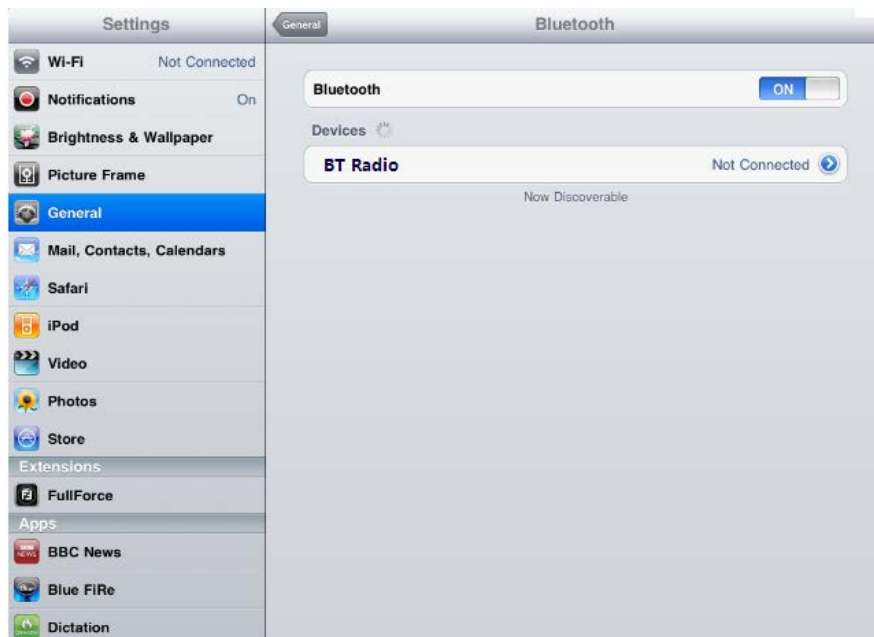 Settings
Wi-Fi Not Connected
Notifications On
Brightness & Wallpaper
Picture Frame
General
Mail, Contacts, Calendars
Safari
iPod
Video
Photos
Store
Extensions
FullForce
Apps
BBC News
Blue FiRe
Dictation
General
Bluetooth
Bluetooth ON
Devices
BT Radio Not Connected
Now Discoverable